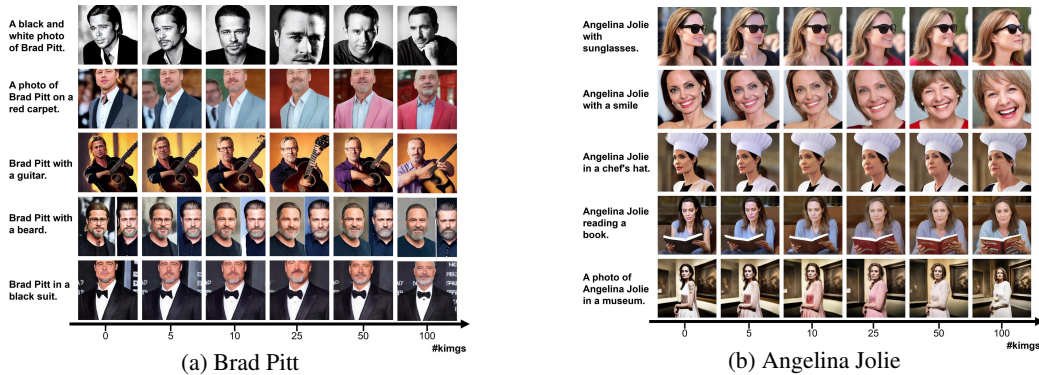 A black and
white photo
of Brad Pitt.
A photo of
Brad Pitt on a
red carpet.
Brad Pitt with
a guitar.
Brad Pitt with
a beard.
Brad Pitt in a
black suit.
0 5 10 25 50 100
#kimgs
(a) Brad Pitt
Angelina Jolie
with
sunglasses.
Angelina Jolie
with a smile
Angelina Jolie
in a chef's hat.
Angelina Jolie
reading a
book.
A photo of
Angelina Jolie
in a museum.
0 5 10 25 50 100
#kimgs
(b) Angelina Jolie